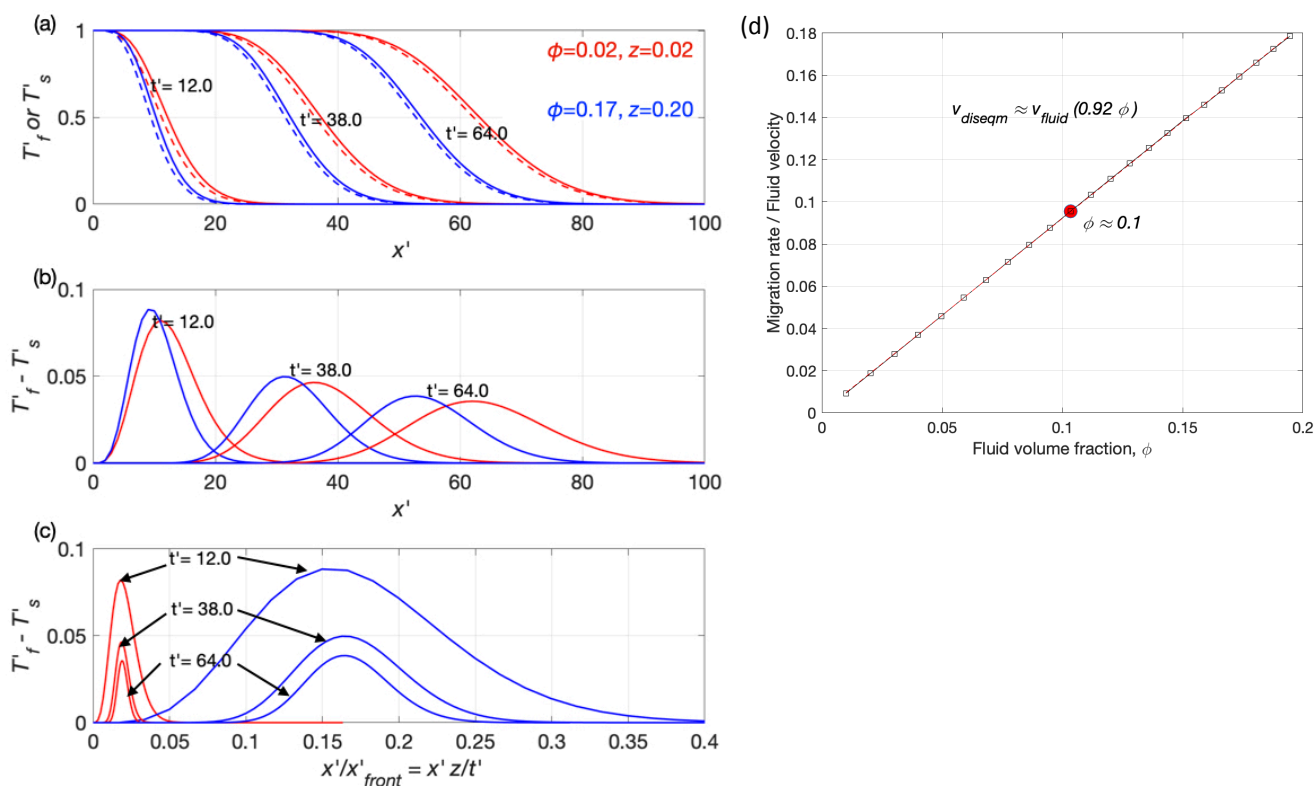 (a)
1
0.5
0
T'f or T's
ϕ=0.02, z=0.02
ϕ=0.17, z=0.20
t'= 12.0
t'= 38.0
t'= 64.0
0 20 40 60 80 100
x'
(b)
0.1
0.05
0
T'f - T's
t'= 12.0
t'= 38.0
t'= 64.0
0 20 40 60 80 100
x'
(c)
0.1
0.05
0
T'f - T's
t'= 12.0
t'= 38.0
t'= 64.0
0 0.05 0.1 0.15 0.2 0.25 0.3 0.35 0.4
x'/x'front = x' z/t'
(d)
0.18
0.16
0.14
0.12
0.1
0.08
0.06
0.04
0.02
0
Migration rate / Fluid velocity
vdiseqm ≈ vfluid (0.92 ϕ)
ϕ ≈ 0.1
0 0.05 0.1 0.15 0.2
Fluid volume fraction, ϕ